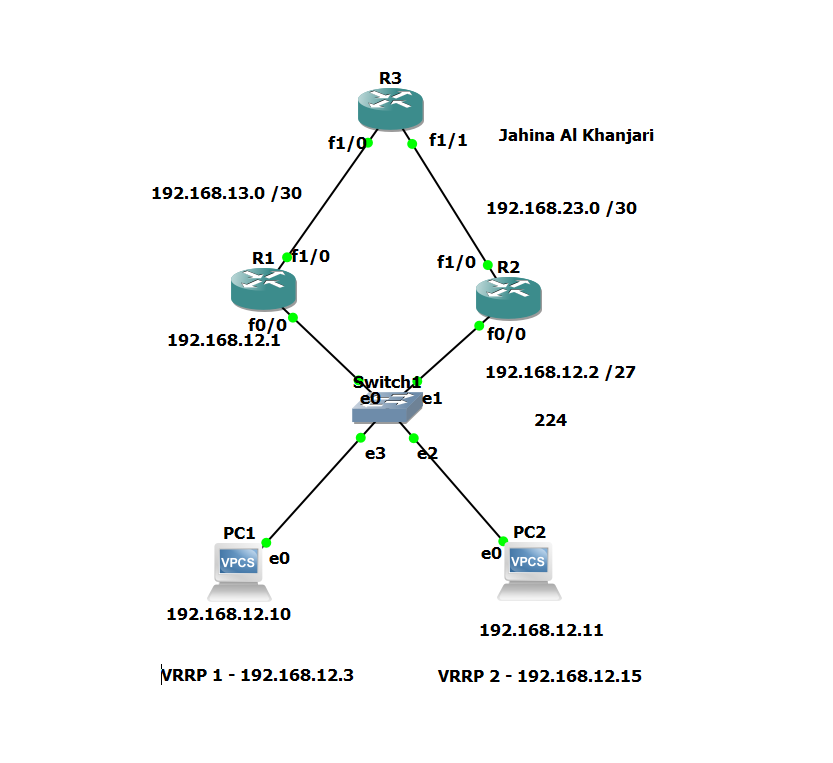 R3
f1/0
f1/1
Jahina Al Khanjari
192.168.13.0 /30
192.168.23.0 /30
R1
f1/0
f1/0
R2
f0/0
192.168.12.1
f0/0
192.168.12.2 /27
Switch1
e0
e1
224
e3
e2
PC1
PC2
e0
e0
VPCS
VPCS
192.168.12.10
192.168.12.11
VRRP 1 - 192.168.12.3
VRRP 2 - 192.168.12.15